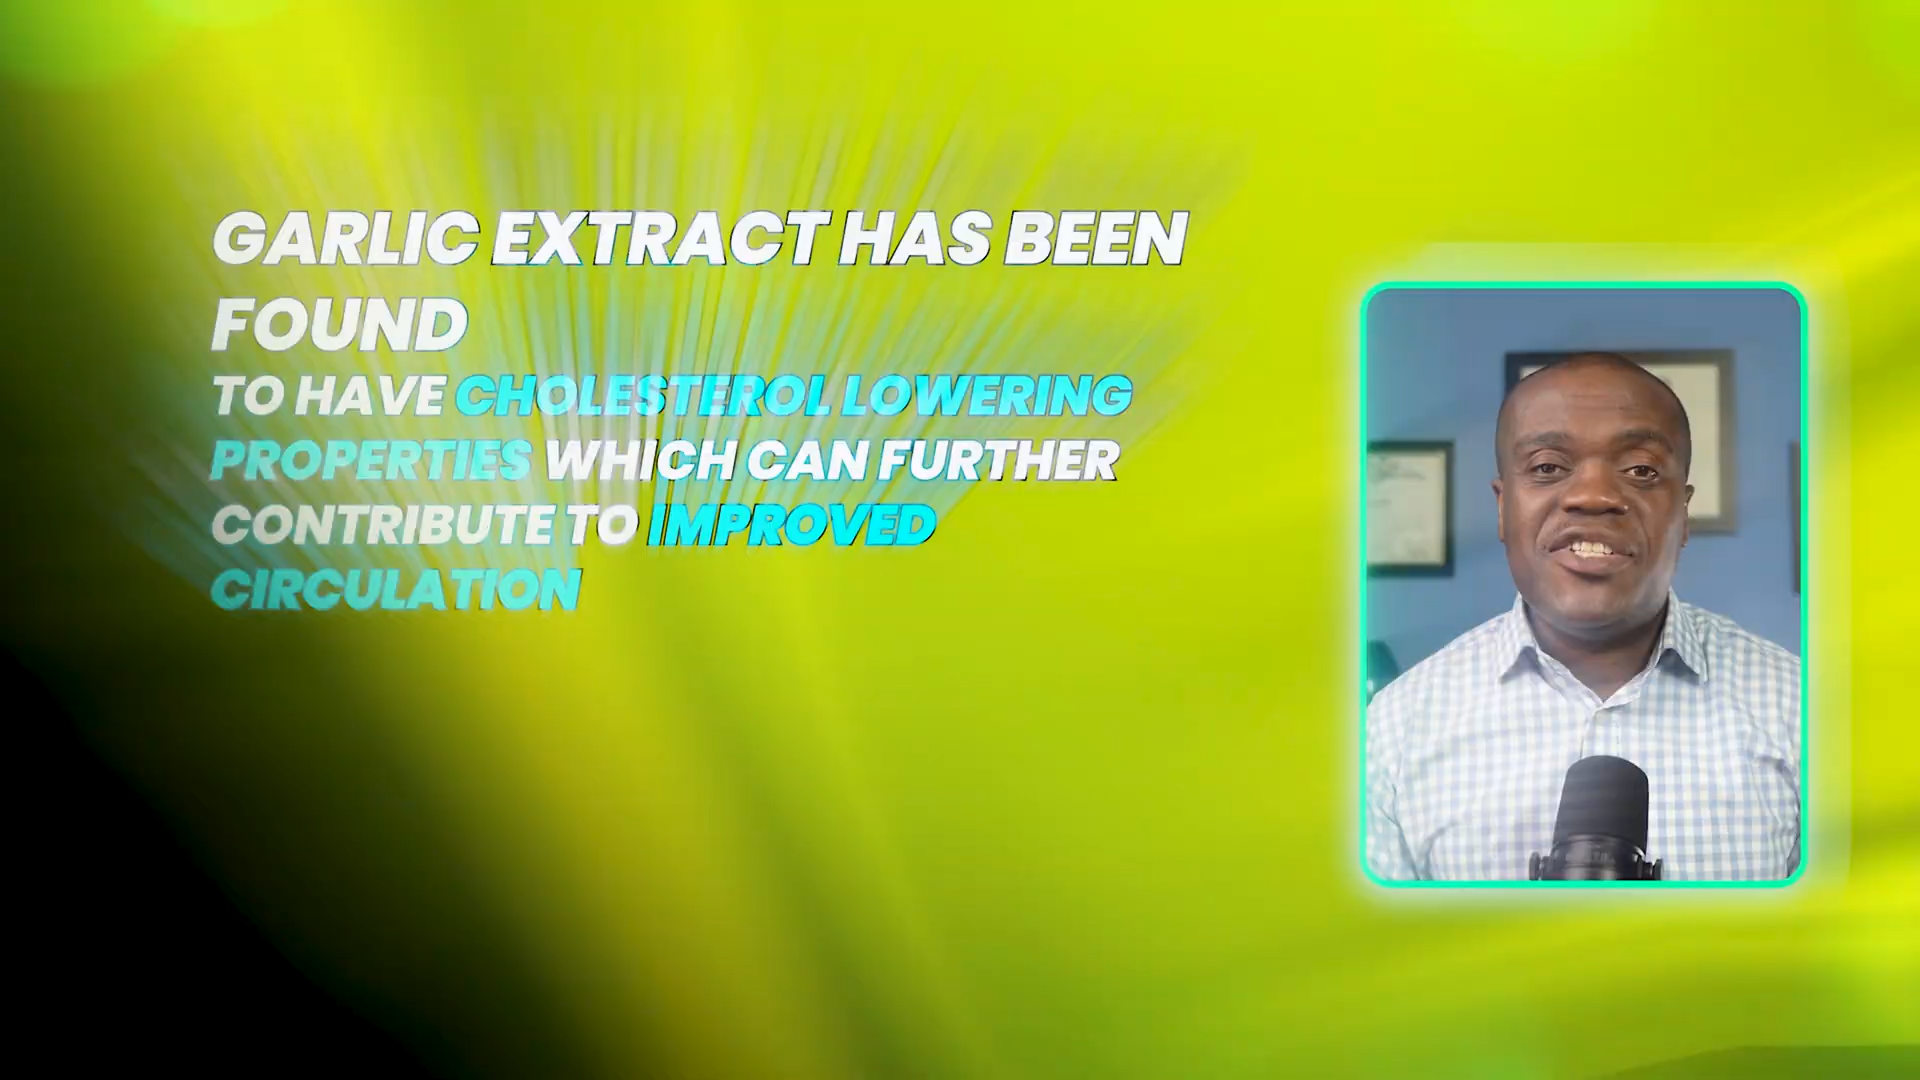 GARLIC EXTRACT HAS BEEN
FOUND
TO HAVE CHOLESTEROL LOWERING
PROPERTIES WHICH CAN FURTHER
CONTRIBUTE TO IMPROVED
CIRCULATION